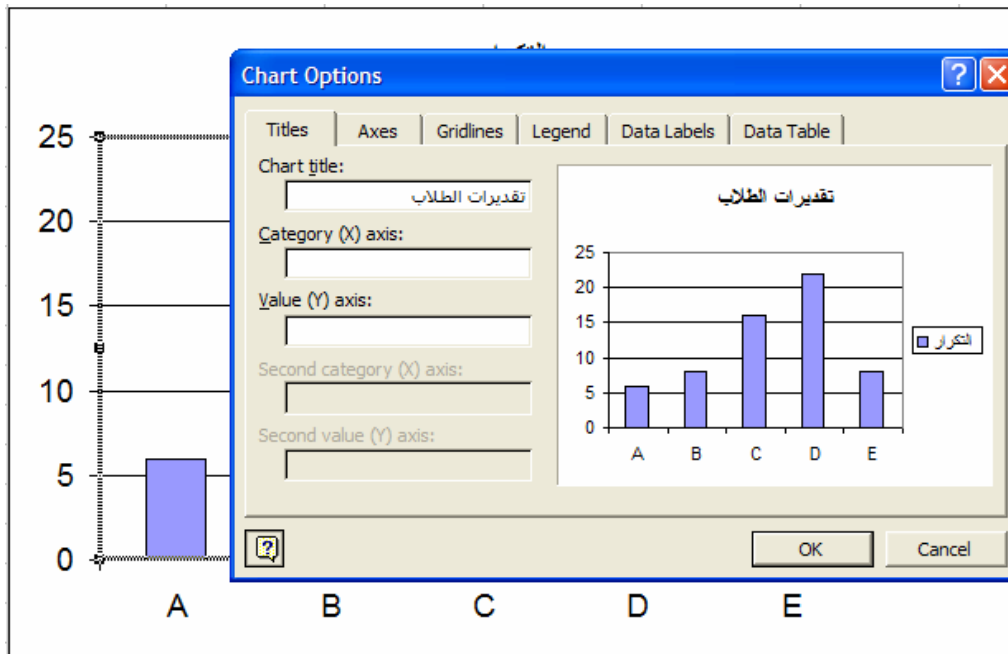 Chart Options
Titles Axes Gridlines Legend Data Labels Data Table
Chart title:
تقديرات الطلاب
Category (X) axis:
Value (Y) axis:
Second category (X) axis:
Second value (Y) axis:
تقديرات الطلاب
25
20
15
10
5
0
A B C D E
التكرار
OK Cancel
25
20
15
10
5
0
A B C D E